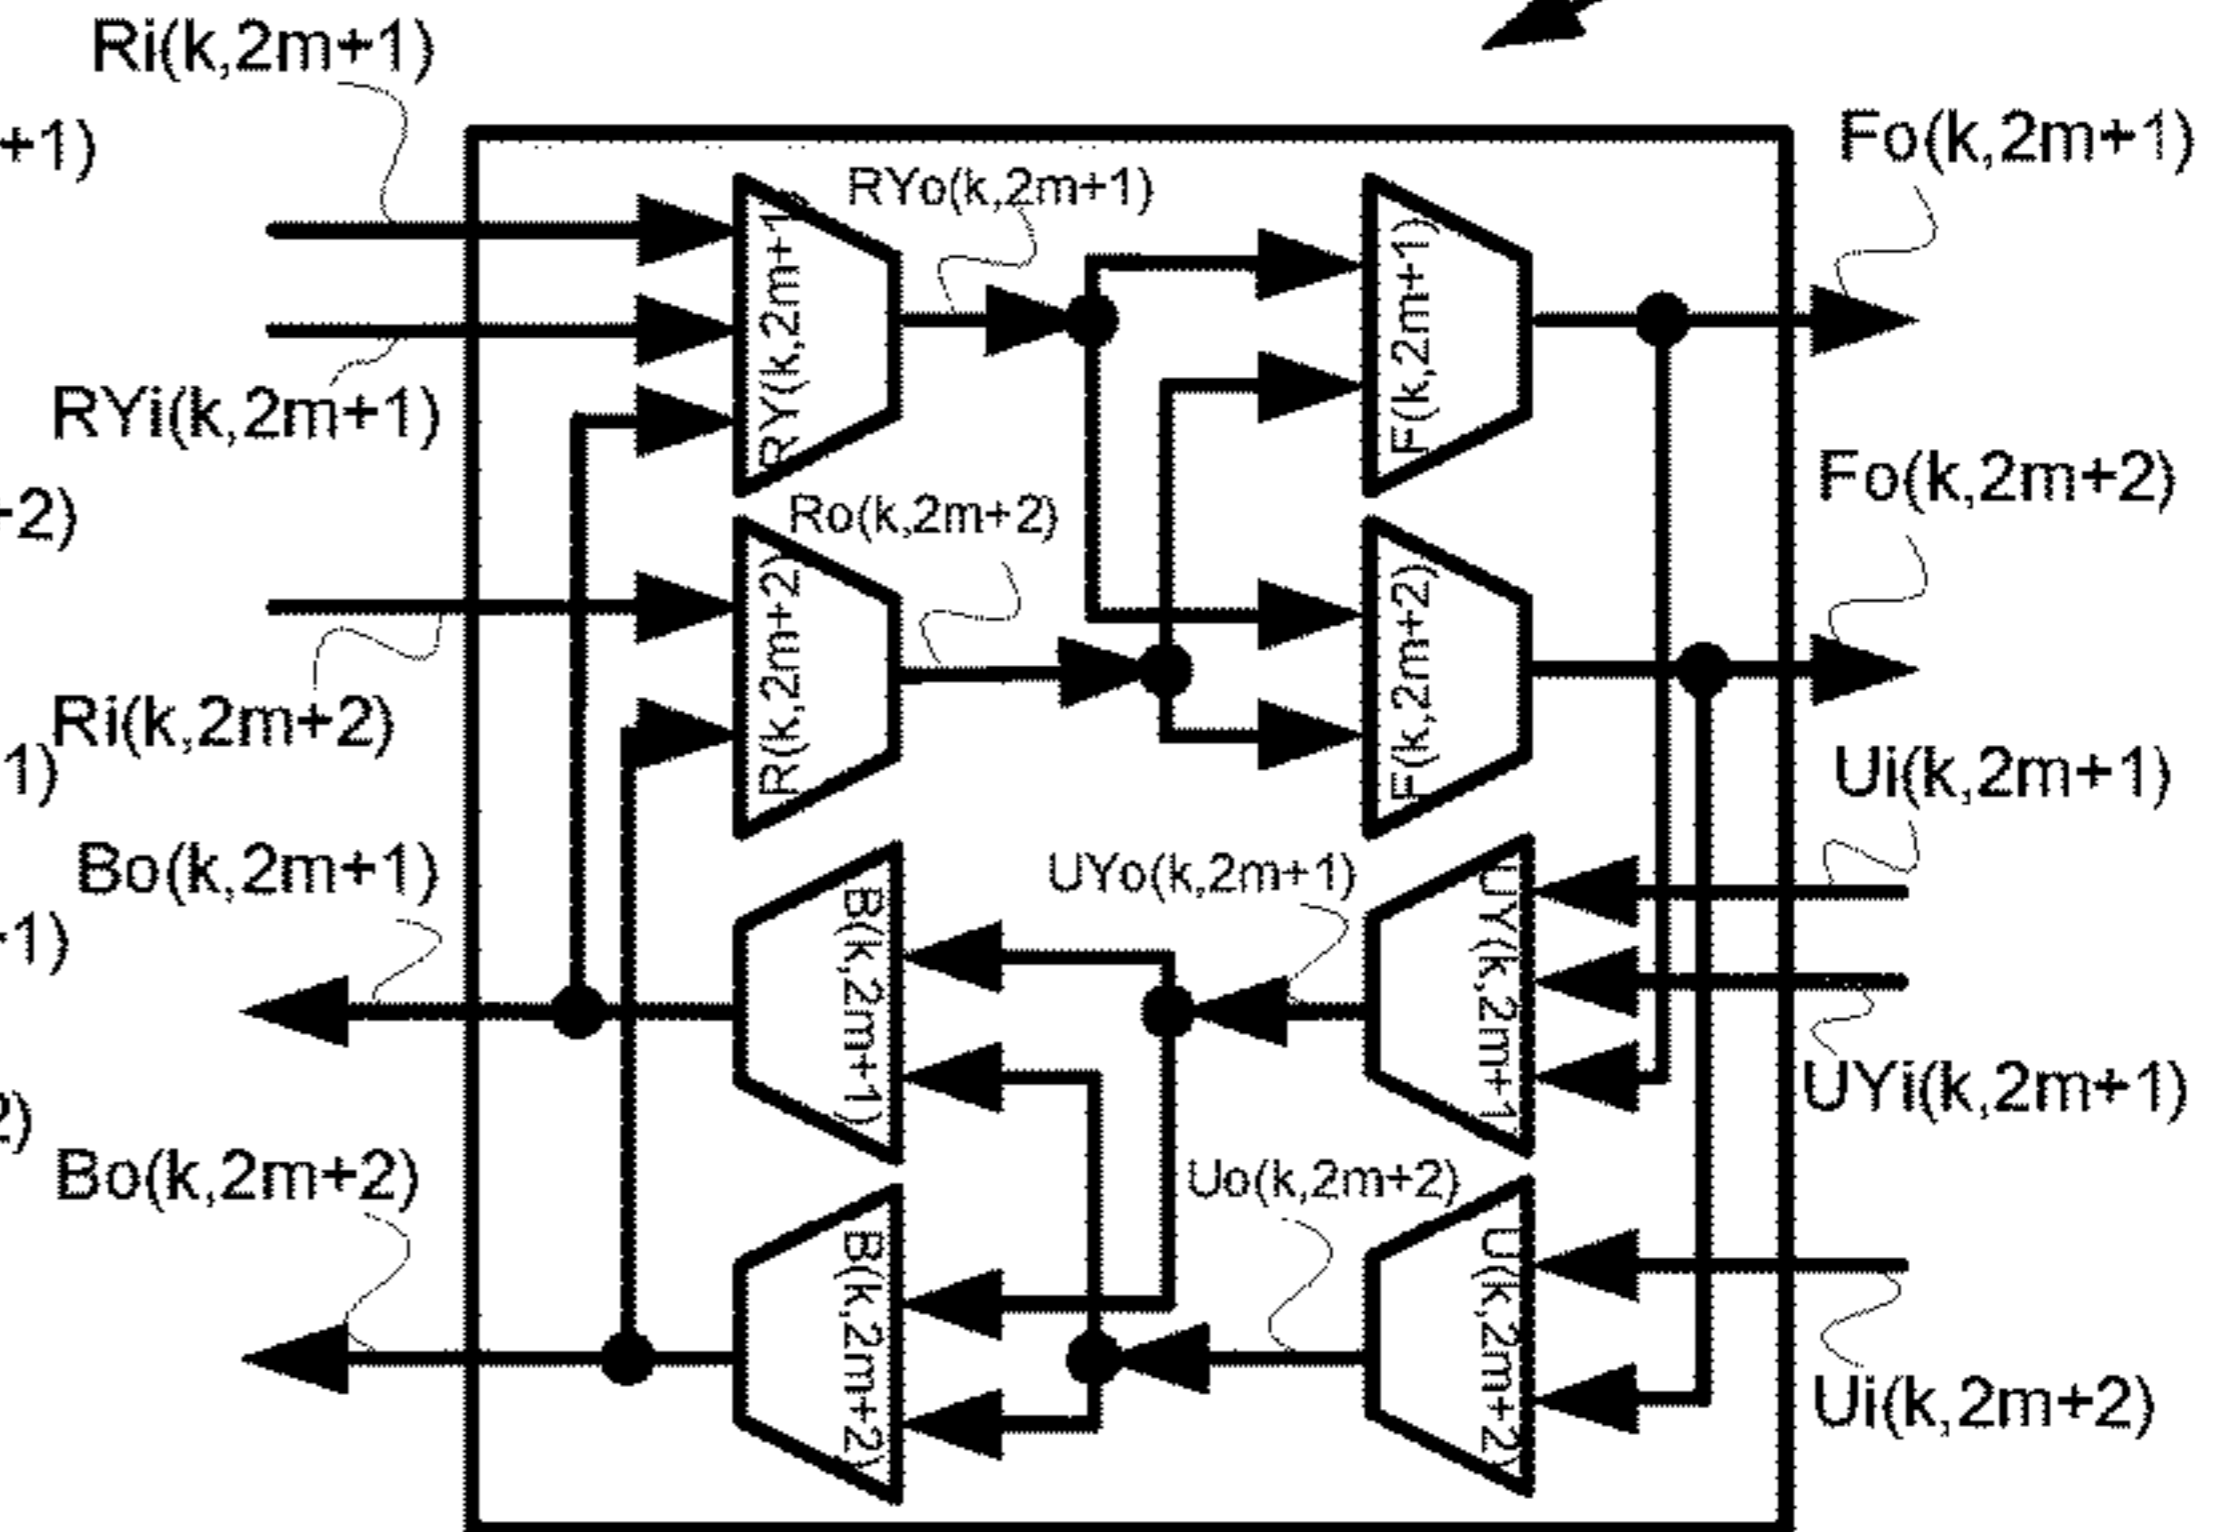 Ri(k,2m+1)
+1)
Fo(k,2m+1)
RYo(k,2m+1)
RY(k,2m+1)
F(k,2m+1)
RYi(k,2m+1)
Fo(k,2m+2)
+2)
Ro(k,2m+2)
R(k,2m+2)
F(k,2m+2)
Ri(k,2m+2)
1)
Ui(k,2m+1)
Bo(k,2m+1)
UYo(k,2m+1)
B(k,2m+1)
UY(k,2m+1)
+1)
UYi(k,2m+1)
2)
Bo(k,2m+2)
Uo(k,2m+2)
B(k,2m+2)
U(k,2m+2)
Ui(k,2m+2)